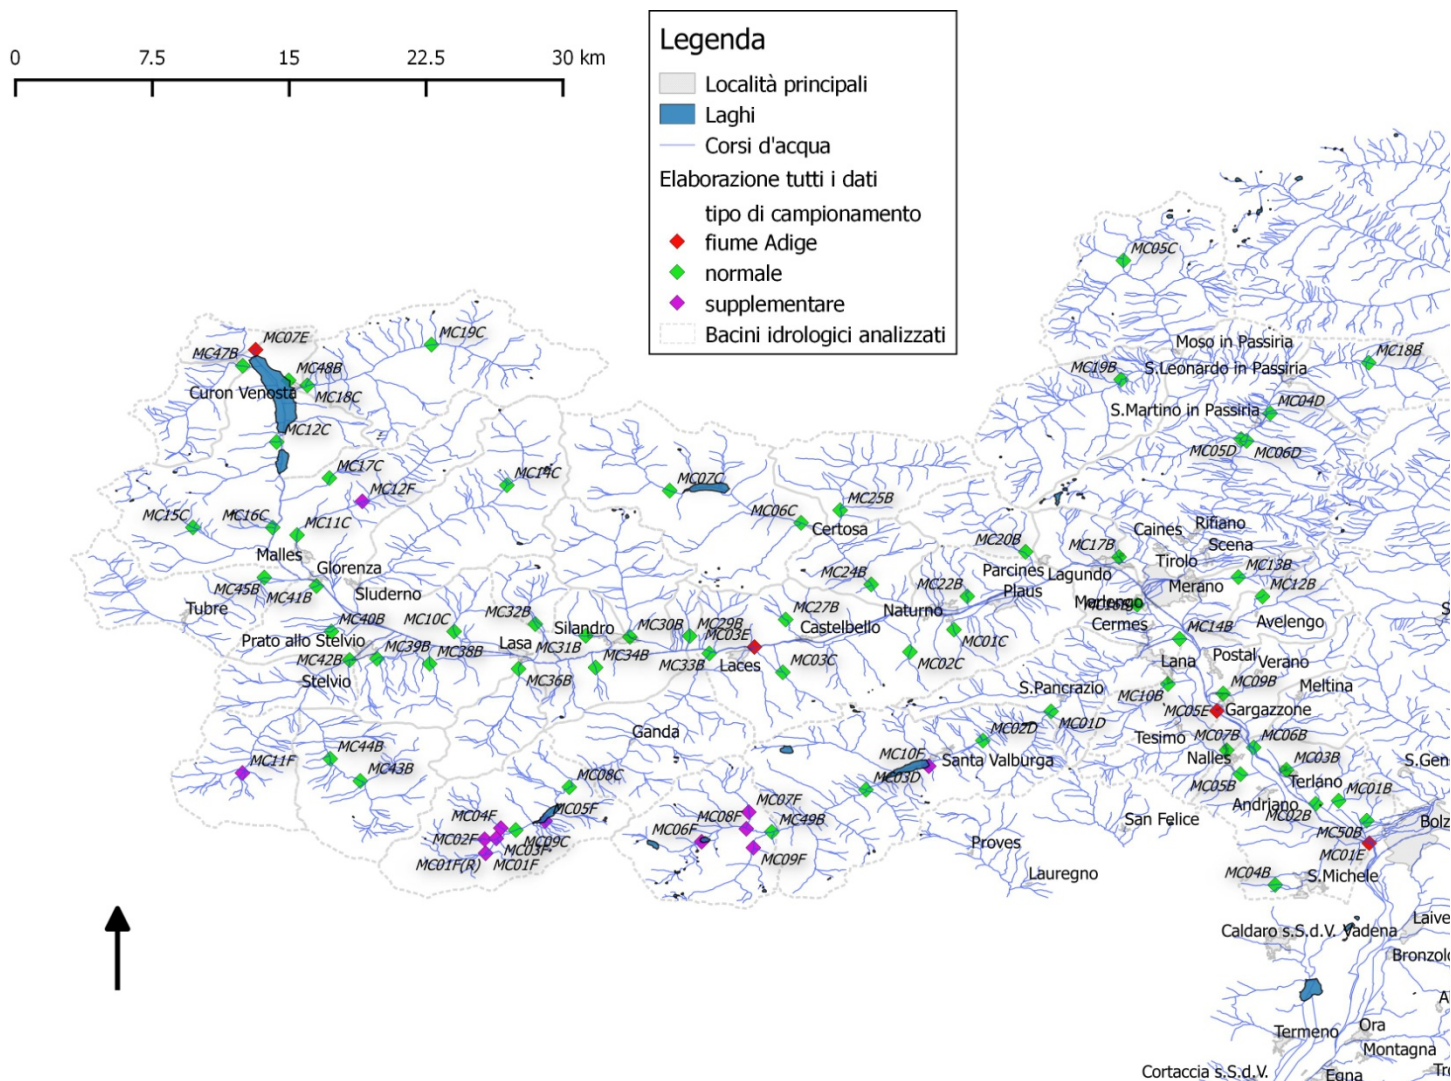 0 7.5 15 22.5 30 km
Legenda
Località principali
Laghi
Corsi d'acqua
Elaborazione tutti i dati
tipo di campionamento
fiume Adige
normale
supplementare
Bacini idrologici analizzati
MC05C
MC07E
MC19C
MC47B
MC48B
Curon Venosta
MC18C
MC12C
Moso in Passiria
MC18B
MC19B
S.Leonardo in Passiria
S.Martino in Passiria
MC04D
MC05D
MC06D
MC17C
MC12F
MC14C
MC07C
MC15C
MC16C
MC11C
MC06C
MC25B
Certosa
Malles
Glorenza
MC45B
MC41B
Sluderno
Tubre
MC20B
Parcines
Plaus
MC17B
Lagundo
Caines
Rifiano
Scena
Tirolo
Merano
MC13B
MC12B
Avelengo
MC24B
MC22B
Naturno
Marlengo
Cermes
MC40B
Prato allo Stelvio
MC10C
MC32B
MC42B
MC39B
MC38B
Stelvio
Lasa
MC31B
Silandro
MC36B
MC34B
MC30B
MC29B
MC03E
MC33B
Laces
MC27B
Castelbello
MC03C
MC02C
MC01C
MC14B
Lana
Postal
Verano
Meltina
MC10B
MC09B
MC05E
Gargazzone
S.Pancrazio
MC01D
MC02D
Tesimo
MC07B
MC06B
Nalles
MC05B
MC03B
Terlano
Andriano
MC02B
MC01B
S.Gen
Ganda
MC10F
Santa Valburga
MC03D
MC44B
MC43B
MC11F
MC08C
MC05F
MC04F
MC02F
MC09C
MC03F
MC01F(R)
MC01F
MC07F
MC08F
MC06F
MC49B
MC09F
San Felice
Proves
Lauregno
MC50B
MC01E
Bolz
MC04B
S.Michele
Caldaro s.S.d.V.
Vadena
Laive
Bronzolo
Termeno
Ora
Montagna
Cortaccia s.S.d.V.
Egna